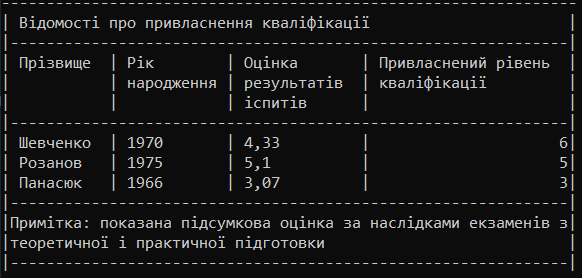 Відомості про привласнення кваліфікації
Прізвище | Рік | Оцінка | Привласнений рівень
народження | результатів | кваліфікації
іспитів
Шевченко | 1970 | 4,33 | 6
Розанов | 1975 | 5,1 | 5
Панасюк | 1966 | 3,07 | 3
Примітка: показана підсумкова оцінка за наслідками екзаменів з
теоретичної і практичної підготовки